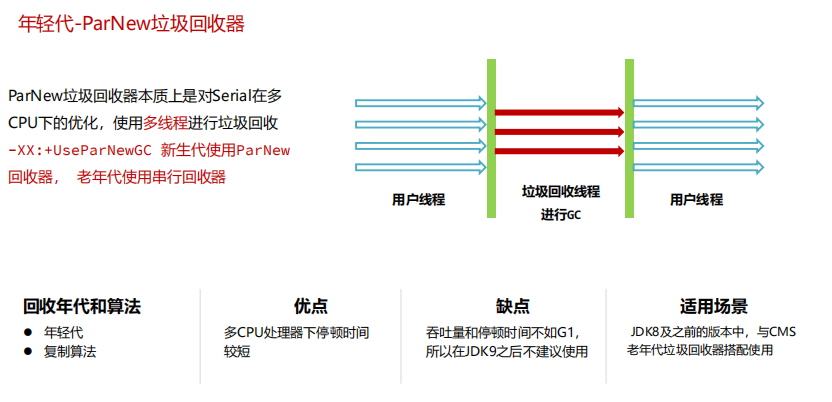 年轻代-ParNew垃圾回收器
ParNew垃圾回收器本质上是对Serial在多
CPU下的优化，使用多线程进行垃圾回收
-XX:+UseParNewGC 新生代使用ParNew
回收器， 老年代使用串行回收器
用户线程
垃圾回收线程
进行GC
用户线程
回收年代和算法
● 年轻代
● 复制算法
优点
多CPU处理器下停顿时间
较短
缺点
吞吐量和停顿时间不如G1，
所以在JDK9之后不建议使用
适用场景
JDK8及之前的版本中，与CMS
老年代垃圾回收器搭配使用